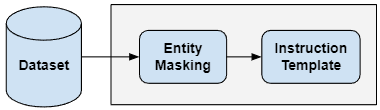 Dataset
Entity
Masking
Instruction
Template